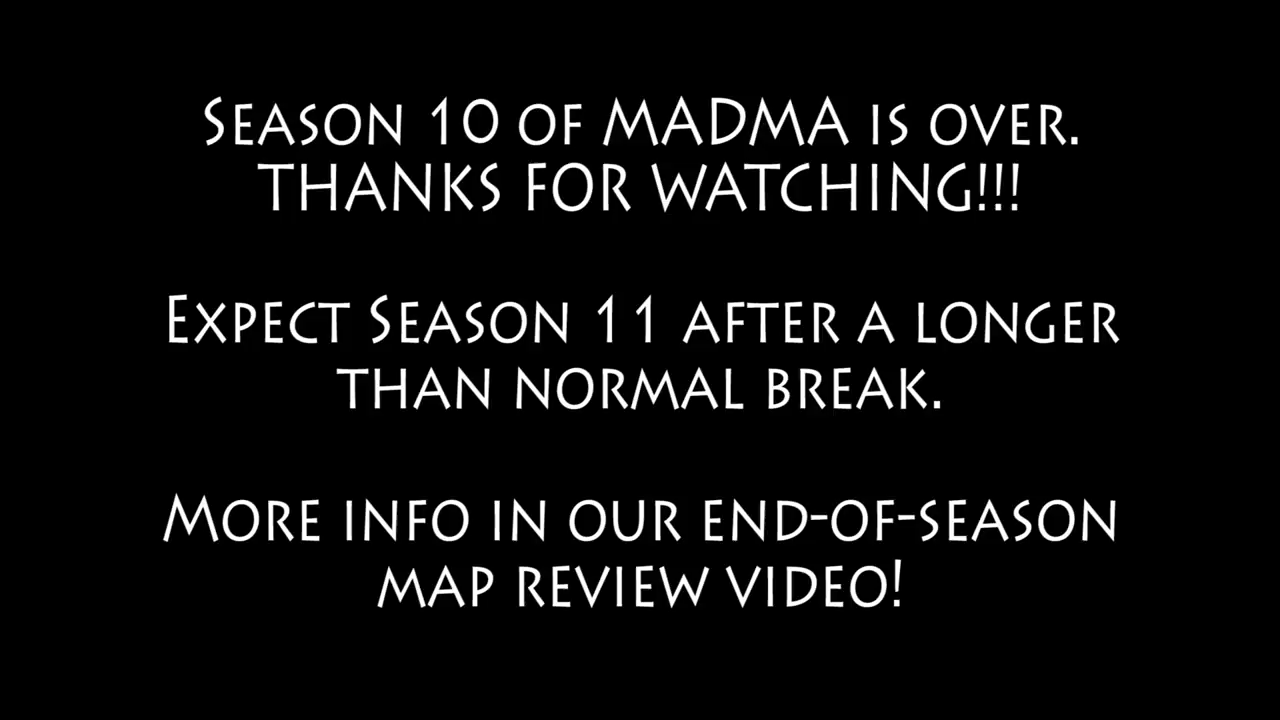 Season 10 of MADMA is over.
THANKS FOR WATCHING!!!
Expect Season 11 after a longer
than normal break.
More info in our end-of-season
map review video!